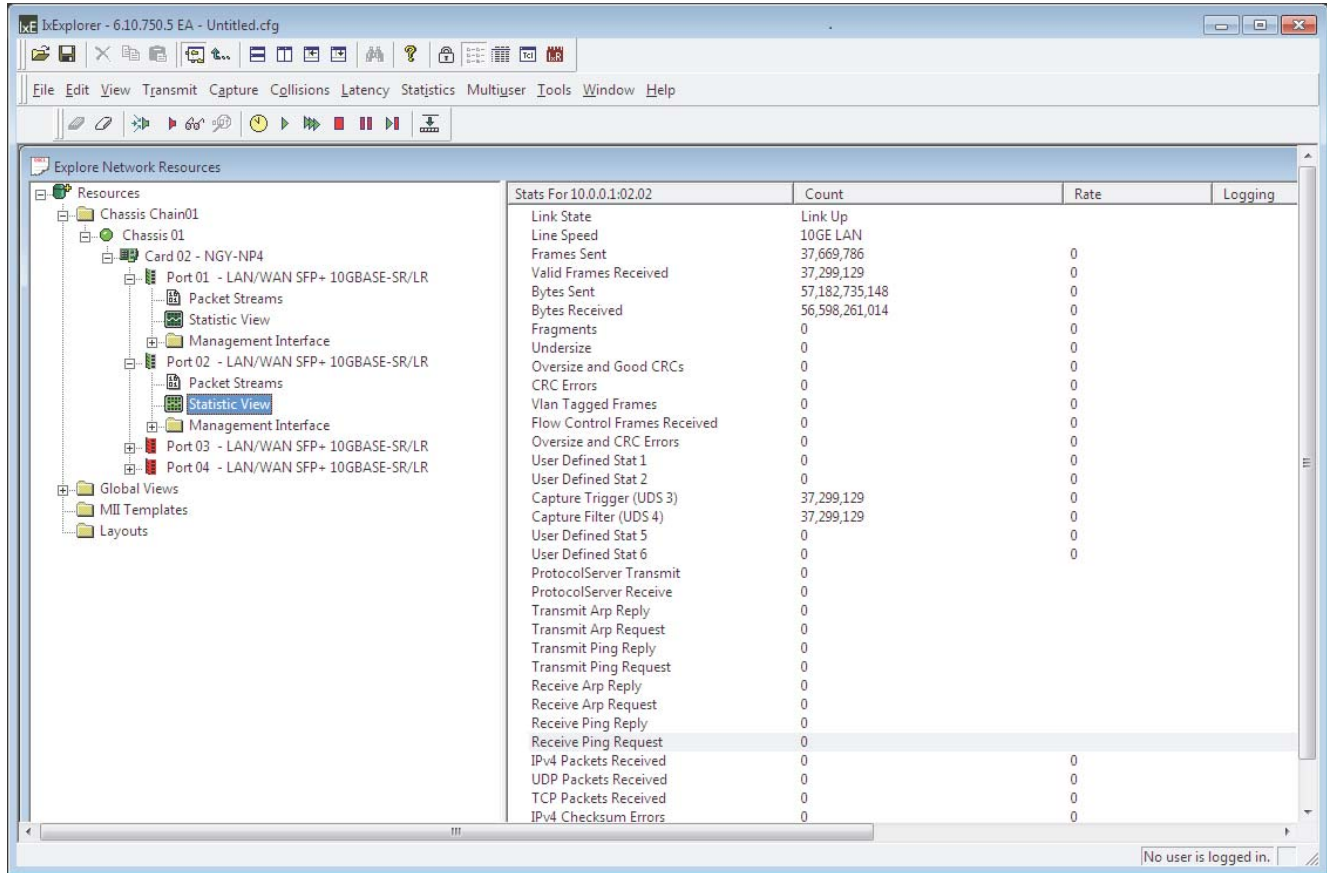 IxE IxExplorer - 6.10.750.5 EA - Untitled.cfg
File Edit View Transmit Capture Collisions Latency Statistics Multiuser Tools Window Help
Explore Network Resources
Resources
Chassis Chain01
Chassis 01
Card 02 - NGY-NP4
Port 01 - LAN/WAN SFP+ 10GBASE-SR/LR
Packet Streams
Statistic View
Management Interface
Port 02 - LAN/WAN SFP+ 10GBASE-SR/LR
Packet Streams
Statistic View
Management Interface
Port 03 - LAN/WAN SFP+ 10GBASE-SR/LR
Port 04 - LAN/WAN SFP+ 10GBASE-SR/LR
Global Views
MII Templates
Layouts
Stats For 10.0.0.1:02.02 Count Rate Logging
Link State Link Up
Line Speed 10GE LAN
Frames Sent 37,669,786 0
Valid Frames Received 37,299,129 0
Bytes Sent 57,182,735,148 0
Bytes Received 56,598,261,014 0
Fragments 0 0
Undersize 0 0
Oversize and Good CRCs 0 0
CRC Errors 0 0
Vlan Tagged Frames 0 0
Flow Control Frames Received 0 0
Oversize and CRC Errors 0 0
User Defined Stat 1 0 0
User Defined Stat 2 0 0
Capture Trigger (UDS 3) 37,299,129 0
Capture Filter (UDS 4) 37,299,129 0
User Defined Stat 5 0 0
User Defined Stat 6 0 0
ProtocolServer Transmit 0
ProtocolServer Receive 0
Transmit Arp Reply 0
Transmit Arp Request 0
Transmit Ping Reply 0
Transmit Ping Request 0
Receive Arp Reply 0
Receive Arp Request 0
Receive Ping Reply 0
Receive Ping Request 0
IPv4 Packets Received 0 0
UDP Packets Received 0 0
TCP Packets Received 0 0
IPv4 Checksum Errors 0 0
No user is logged in.